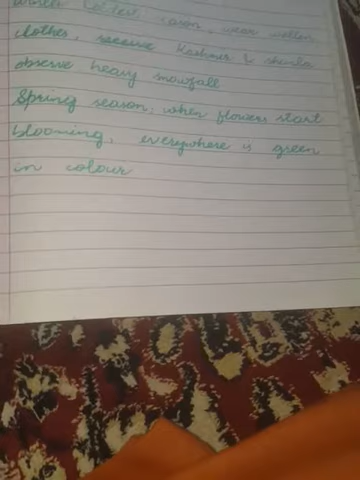 coldest season, wear woollen
clothes, receive Kashmir & shimla
observe heavy snowfall
Spring season: when flowers start
blooming, everywhere is green
in colour